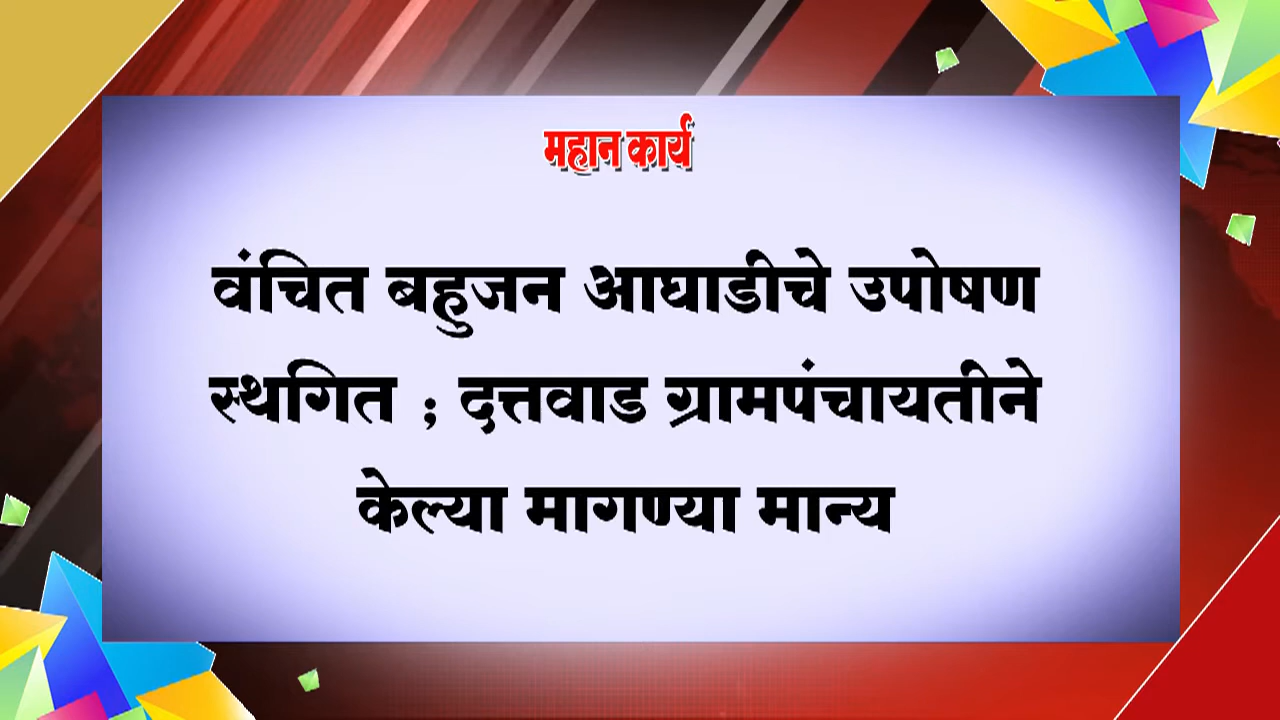 महान कार्य
वंचित बहुजन आघाडीचे उपोषण
स्थगित ; दत्तवाड ग्रामपंचायतीने
केल्या मागण्या मान्य